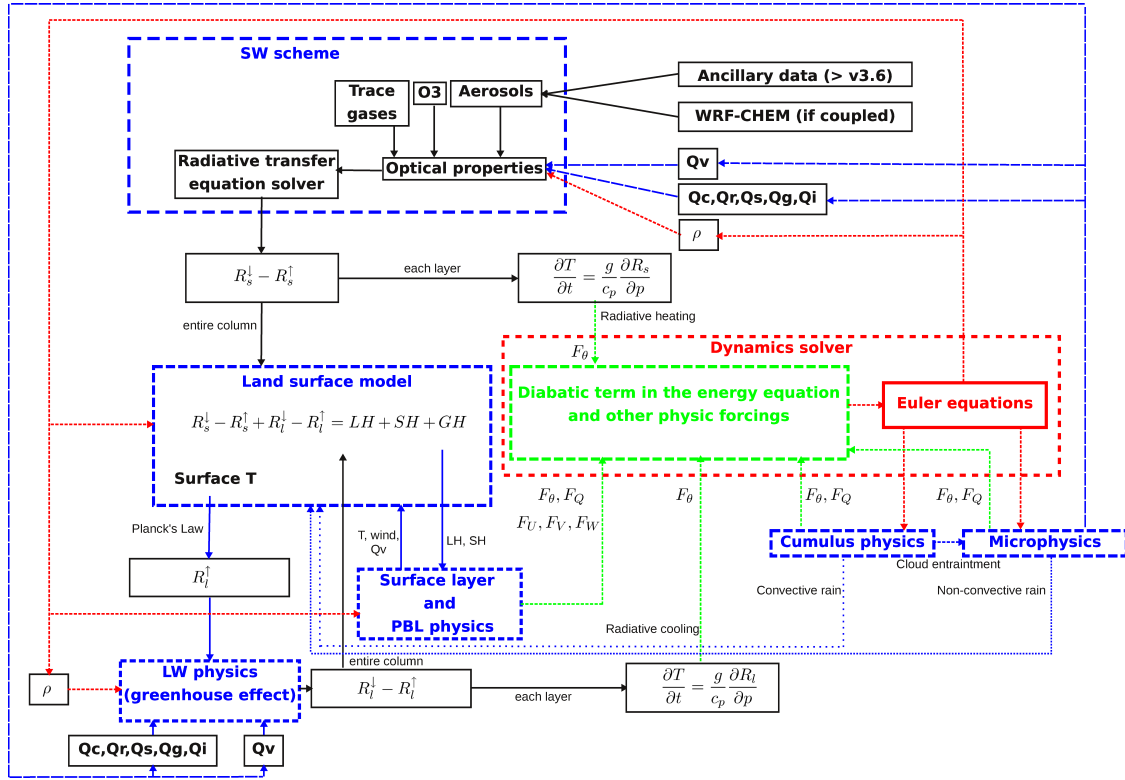 SW scheme
Trace
gases
O3
Aerosols
Ancillary data (> v3.6)
WRF-CHEM (if coupled)
Radiative transfer
equation solver
Optical properties
Qv
Qc,Qr,Qs,Qg,Qi
ρ
R_s^↓ − R_s^↑
each layer
∂T/∂t = g/c_p ∂R_s/∂p
entire column
Radiative heating
F_θ
Dynamics solver
Land surface model
R_s^↓ − R_s^↑ + R_l^↓ − R_l^↑ = LH + SH + GH
Diabatic term in the energy equation
and other physic forcings
Euler equations
Surface T
Planck's Law
T, wind,
Qv
LH, SH
F_θ, F_Q
F_U, F_V, F_W
F_θ
F_θ, F_Q
F_θ, F_Q
Cumulus physics
Microphysics
Cloud entraintment
R_l^↑
Surface layer
and
PBL physics
Convective rain
Non-convective rain
Radiative cooling
entire column
LW physics
(greenhouse effect)
ρ
R_l^↓ − R_l^↑
each layer
∂T/∂t = g/c_p ∂R_l/∂p
Qc,Qr,Qs,Qg,Qi
Qv